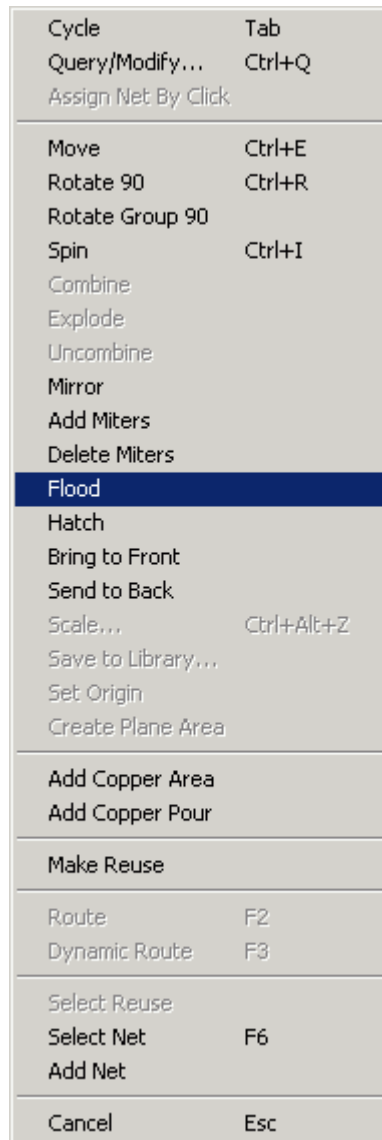 Cycle Tab
Query/Modify... Ctrl+Q
Assign Net By Click
Move Ctrl+E
Rotate 90 Ctrl+R
Rotate Group 90
Spin Ctrl+I
Combine
Explode
Uncombine
Mirror
Add Miters
Delete Miters
Flood
Hatch
Bring to Front
Send to Back
Scale... Ctrl+Alt+Z
Save to Library...
Set Origin
Create Plane Area
Add Copper Area
Add Copper Pour
Make Reuse
Route F2
Dynamic Route F3
Select Reuse
Select Net F6
Add Net
Cancel Esc